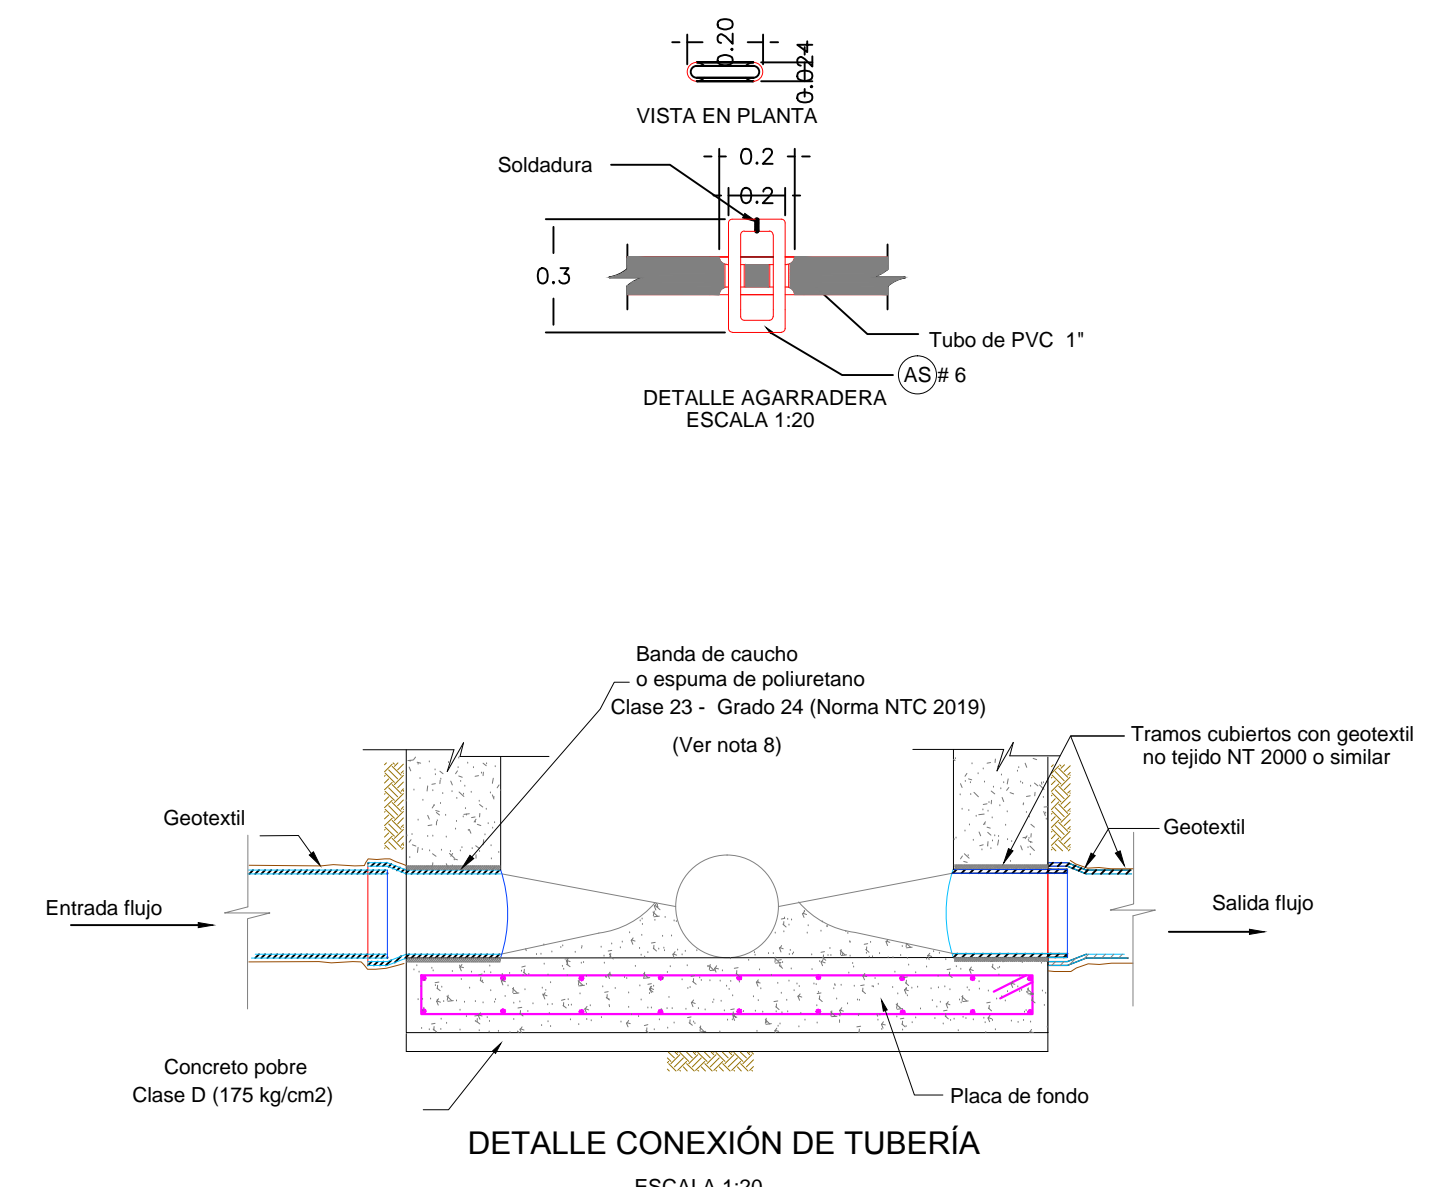 0.20
0.024
VISTA EN PLANTA
Soldadura
0.2
0.2
0.3
Tubo de PVC 1"
AS # 6
DETALLE AGARRADERA
ESCALA 1:20
Banda de caucho
o espuma de poliuretano
Clase 23 - Grado 24 (Norma NTC 2019)
(Ver nota 8)
Tramos cubiertos con geotextil
no tejido NT 2000 o similar
Geotextil
Geotextil
Entrada flujo
Salida flujo
Concreto pobre
Clase D (175 kg/cm2)
Placa de fondo
DETALLE CONEXIÓN DE TUBERÍA
ESCALA 1:20